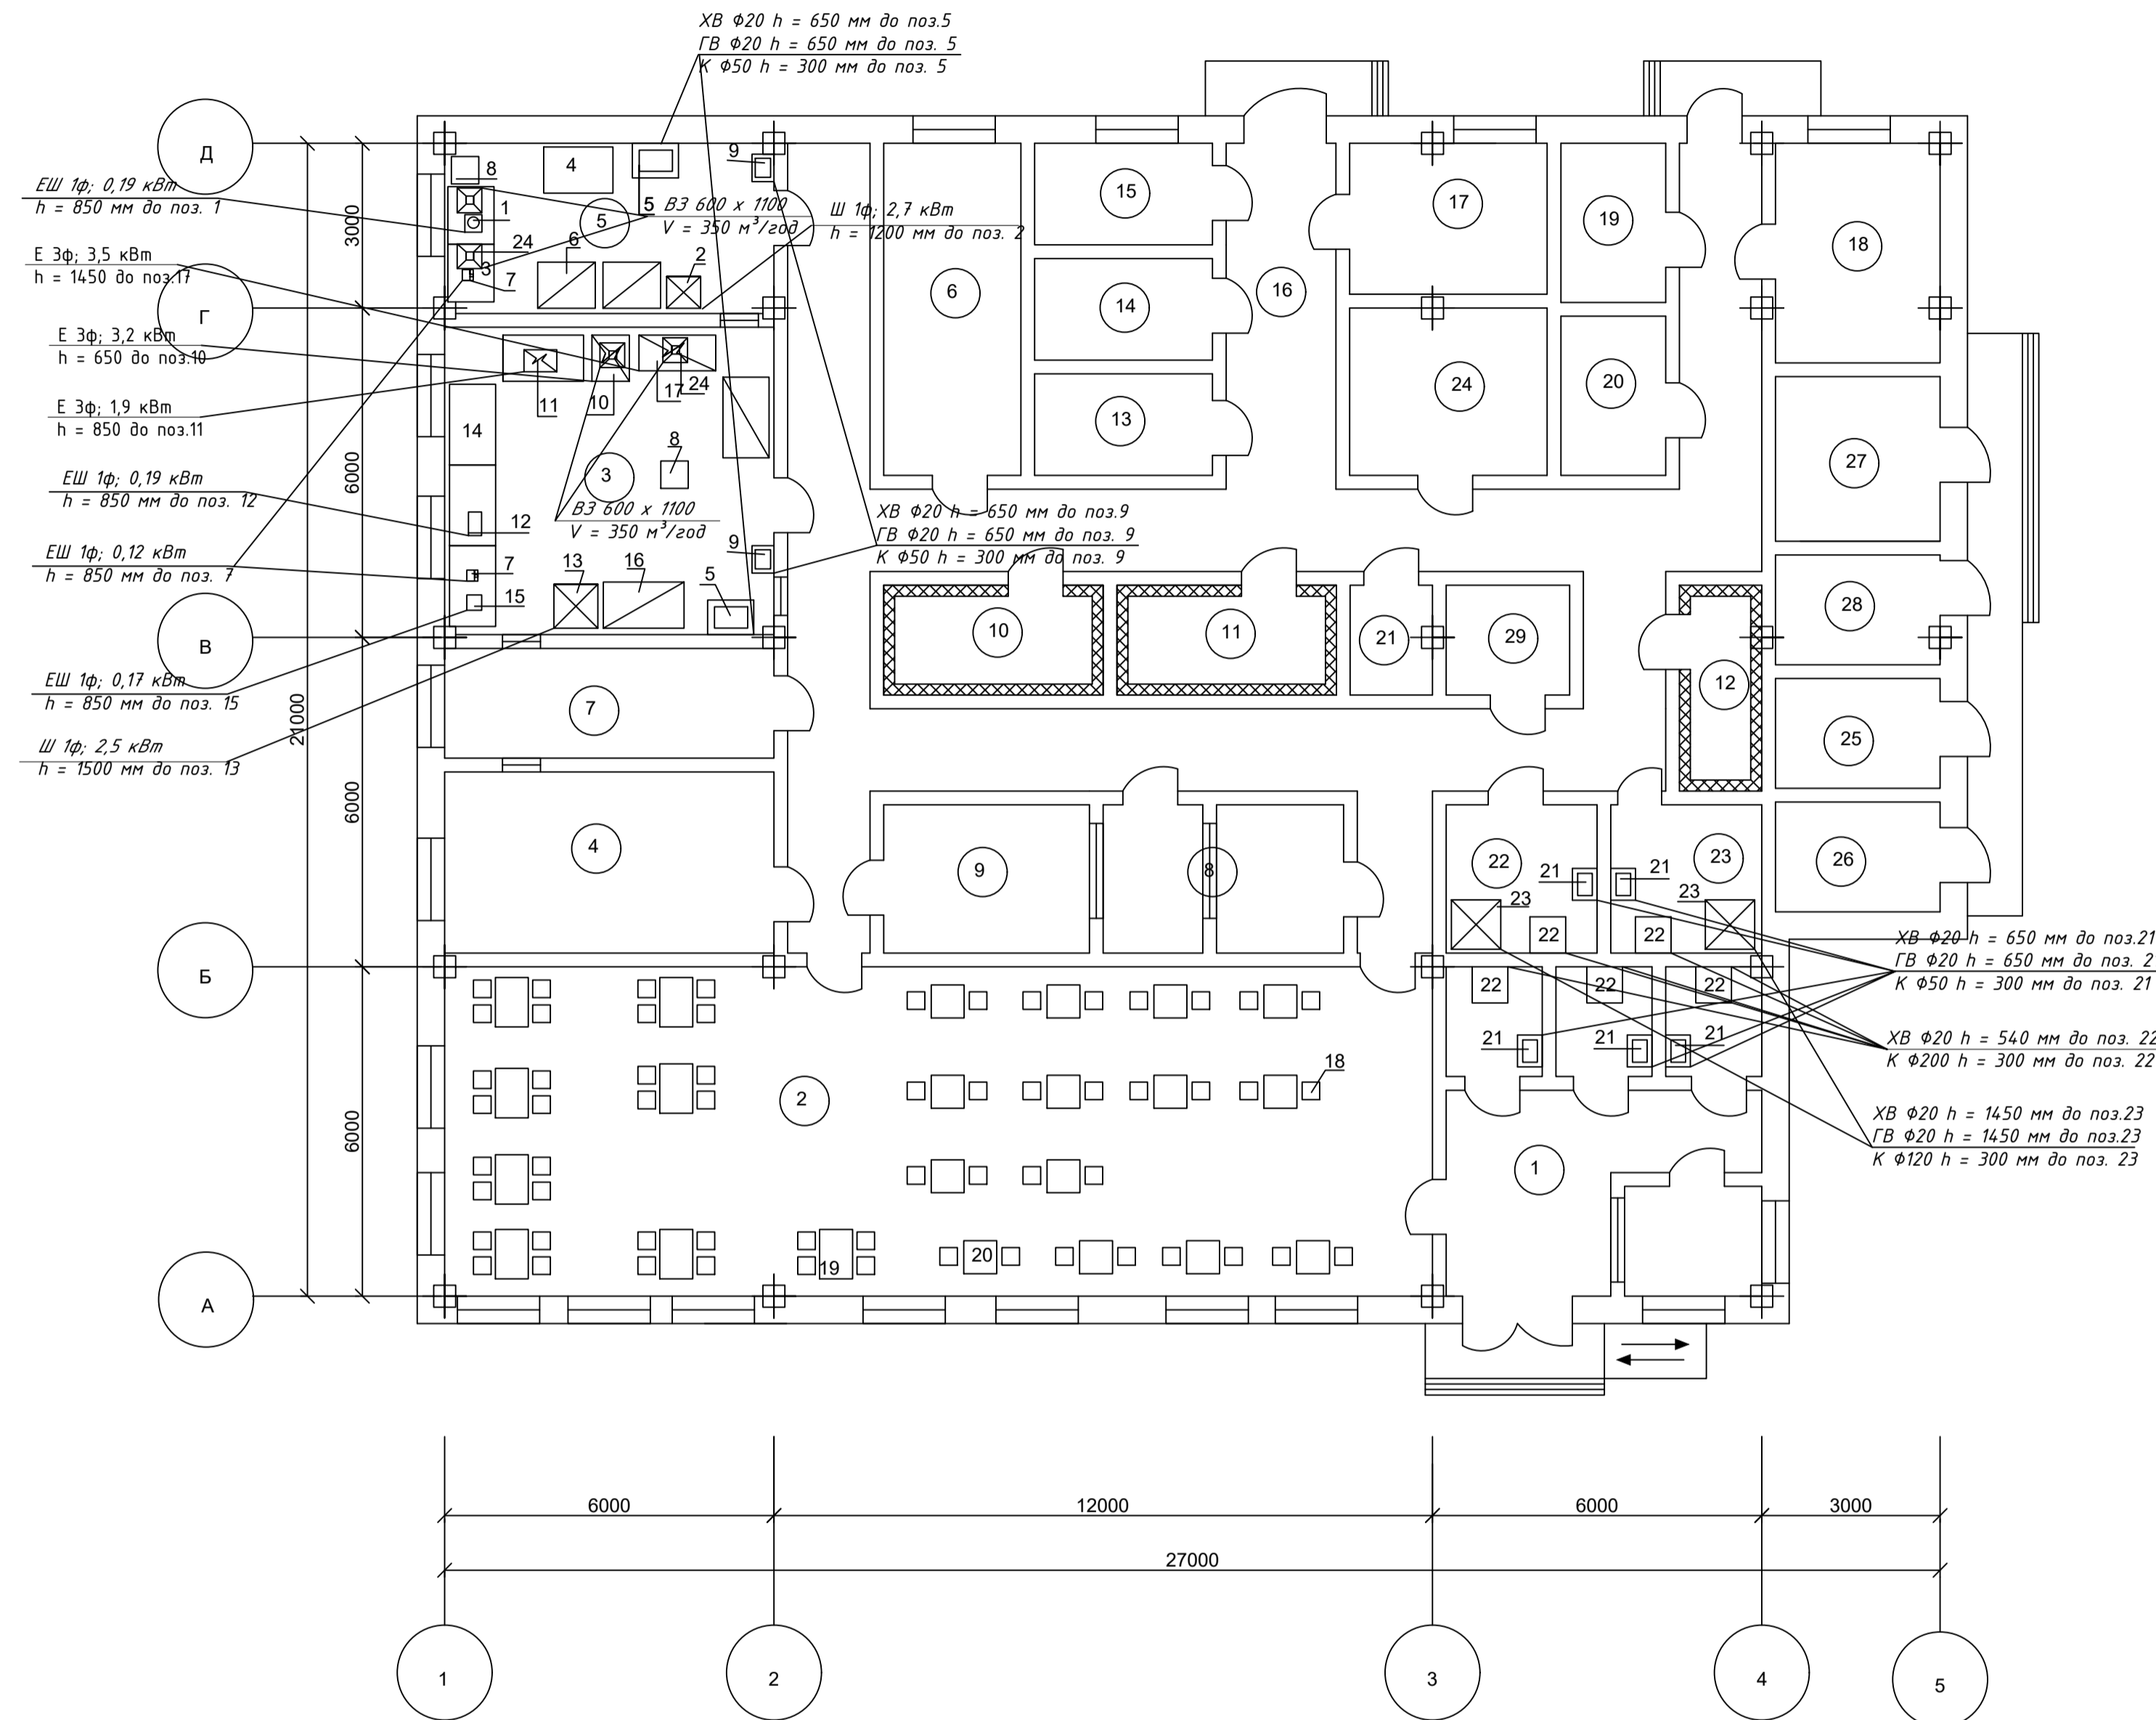 ХВ Ф20 h = 650 мм до поз.5
ГВ Ф20 h = 650 мм до поз. 5
К Ф50 h = 300 мм до поз. 5
Д
ЕШ 1ф; 0,19 кВт
h = 850 мм до поз. 1
Е 3ф; 3,5 кВт
h = 1450 до поз.17
Г
Е 3ф; 3,2 кВт
h = 650 до поз.10
Е 3ф; 1,9 кВт
h = 850 до поз.11
ЕШ 1ф; 0,19 кВт
h = 850 мм до поз. 12
ЕШ 1ф; 0,12 кВт
h = 850 мм до поз. 7
В
ЕШ 1ф; 0,17 кВт
h = 850 мм до поз. 15
Ш 1ф; 2,5 кВт
h = 1500 мм до поз. 13
Б
А
3000
6000
6000
6000
21000
8
4
9
1
5
5 ВЗ 600 х 1100
V = 350 м³/год
Ш 1ф; 2,7 кВт
h = 1200 мм до поз. 2
24
3
7
6
2
11
10
17
24
14
8
3
ВЗ 600 х 1100
V = 350 м³/год
12
7
15
13
16
9
5
ХВ Ф20 h = 650 мм до поз.9
ГВ Ф20 h = 650 мм до поз. 9
К Ф50 h = 300 мм до поз. 9
6
15
14
13
16
17
24
19
20
18
27
28
25
26
10
11
21
29
12
7
4
9
8
22
23
21
21
23
23
22
22
22
22
22
21
21
21
ХВ Ф20 h = 650 мм до поз.21
ГВ Ф20 h = 650 мм до поз. 2
К Ф50 h = 300 мм до поз. 21
ХВ Ф20 h = 540 мм до поз. 22
К Ф200 h = 300 мм до поз. 22
ХВ Ф20 h = 1450 мм до поз.23
ГВ Ф20 h = 1450 мм до поз.23
К Ф120 h = 300 мм до поз. 23
2
18
1
19
20
6000
12000
6000
3000
27000
1
2
3
4
5